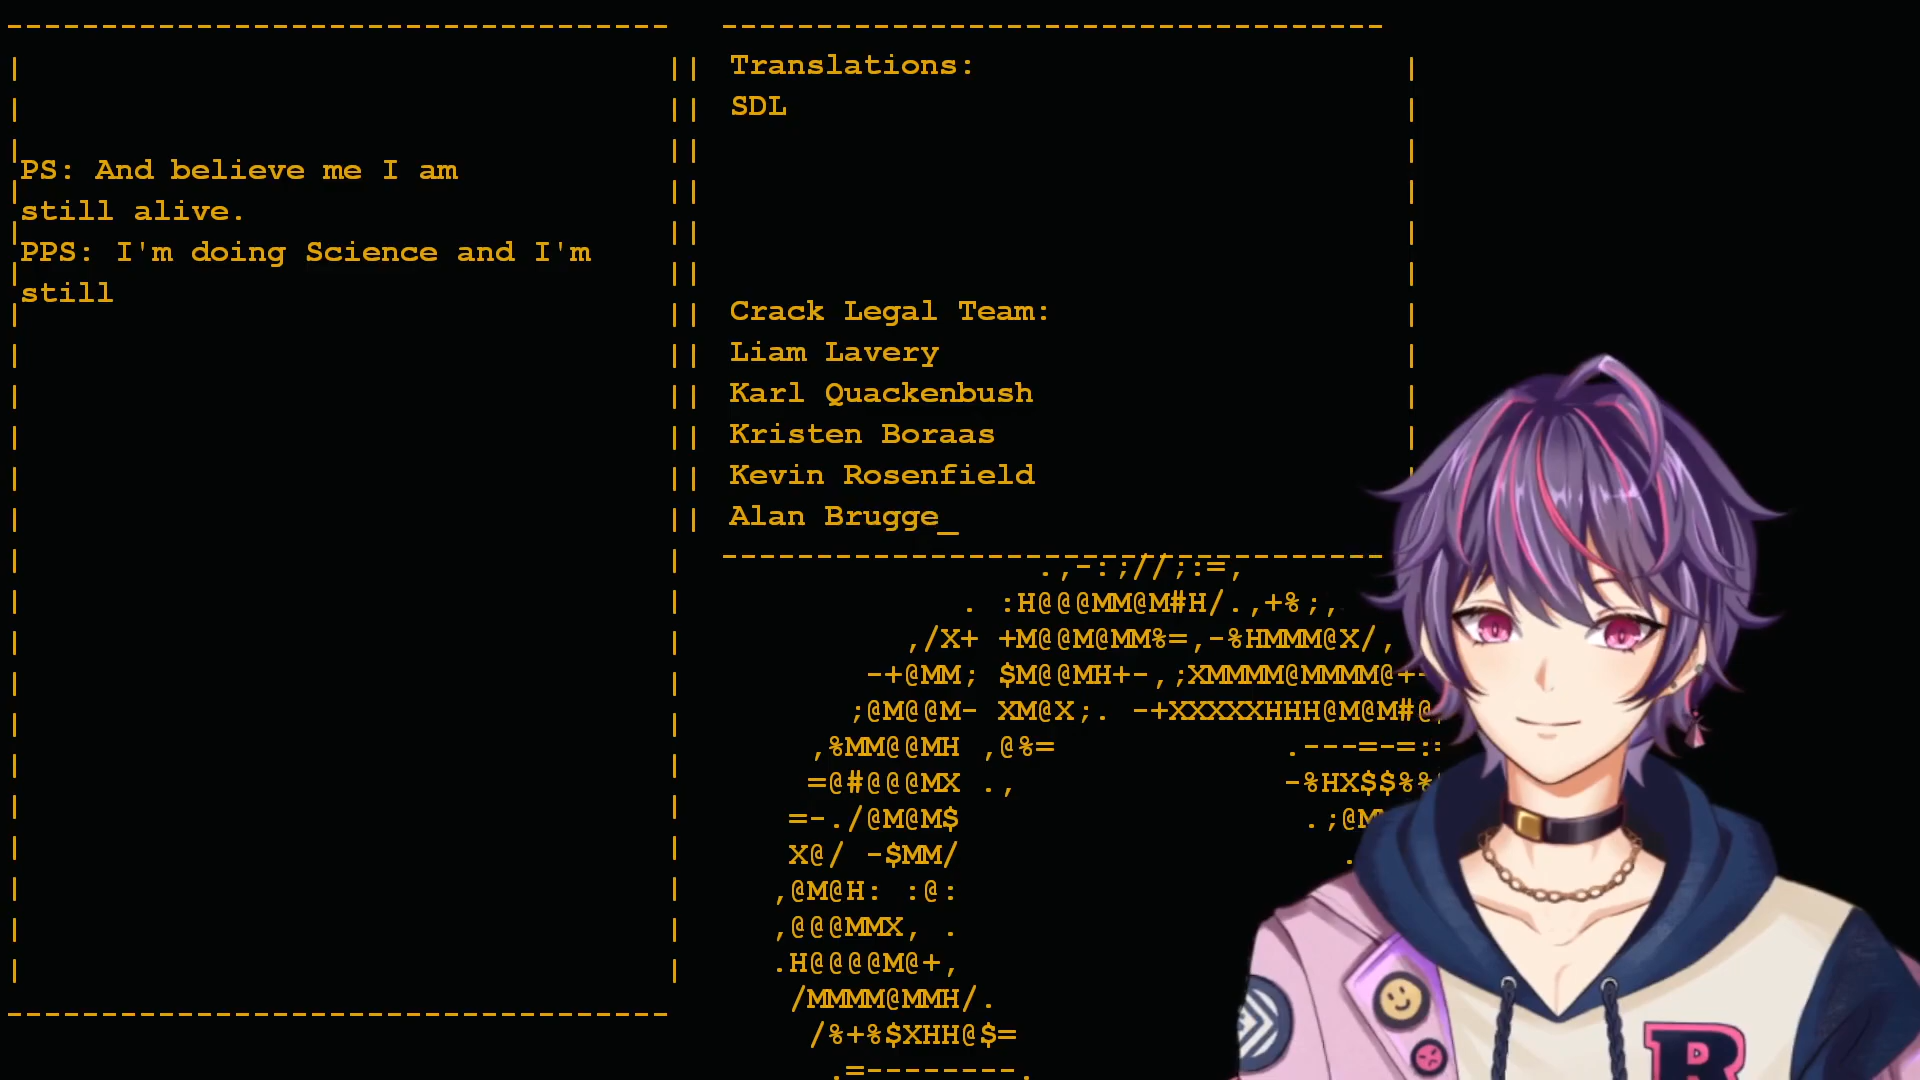 PS: And believe me I am
still alive.
PPS: I'm doing Science and I'm
still
Translations:
SDL
Crack Legal Team:
Liam Lavery
Karl Quackenbush
Kristen Boraas
Kevin Rosenfield
Alan Brugge_
R